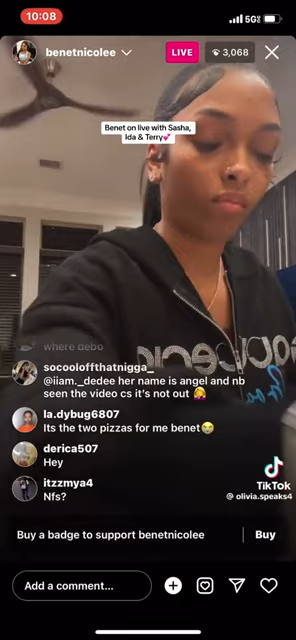 10:08
5G
benetnicolee
LIVE
3,068
Benet on live with Sasha,
Ida & Terry💕
where debo
socooloffthatnigga_
@iiam._dedee her name is angel and nb
seen the video cs it's not out 🤦‍♀️
la.dybug6807
Its the two pizzas for me benet😭
derica507
Hey
itzzmya4
Nfs?
TikTok
@ olivia.speaks4
Buy a badge to support benetnicolee
Buy
Add a comment...